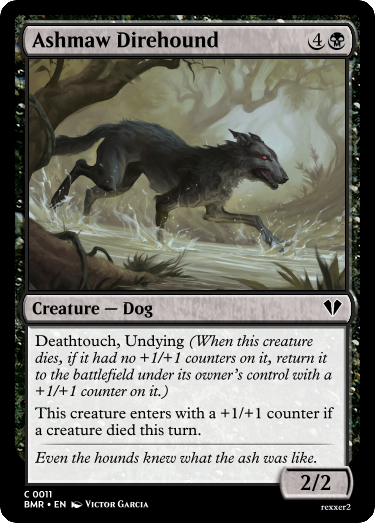 Ashmaw Direhound 4
Creature — Dog
Deathtouch, Undying (When this creature
dies, if it had no +1/+1 counters on it, return it
to the battlefield under its owner's control with a
+1/+1 counter on it.)
This creature enters with a +1/+1 counter if
a creature died this turn.
Even the hounds knew what the ash was like.
2/2
C 0011
BMR • EN Victor Garcia
rexxer2